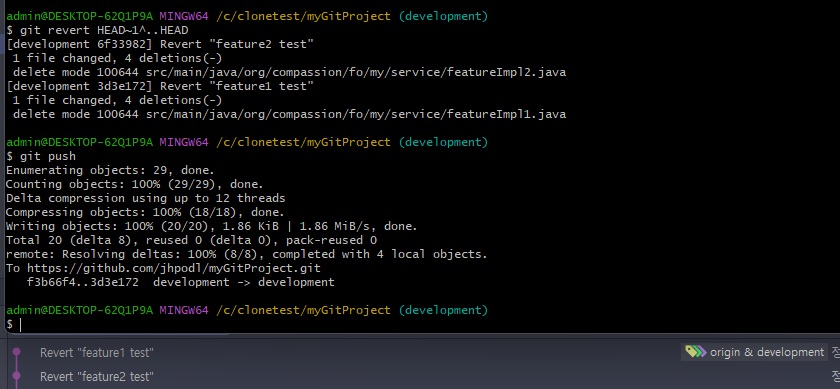 admin@DESKTOP-62Q1P9A MINGW64 /c/clonetest/myGitProject (development)
$ git revert HEAD~1^..HEAD
[development 6f33982] Revert "feature2 test"
 1 file changed, 4 deletions(-)
 delete mode 100644 src/main/java/org/compassion/fo/my/service/featureImpl2.java
[development 3d3e172] Revert "feature1 test"
 1 file changed, 4 deletions(-)
 delete mode 100644 src/main/java/org/compassion/fo/my/service/featureImpl1.java
admin@DESKTOP-62Q1P9A MINGW64 /c/clonetest/myGitProject (development)
$ git push
Enumerating objects: 29, done.
Counting objects: 100% (29/29), done.
Delta compression using up to 12 threads
Compressing objects: 100% (18/18), done.
Writing objects: 100% (20/20), 1.86 KiB | 1.86 MiB/s, done.
Total 20 (delta 8), reused 0 (delta 0), pack-reused 0
remote: Resolving deltas: 100% (8/8), completed with 4 local objects.
To https://github.com/jhpodl/myGitProject.git
   f3b66f4..3d3e172  development -> development
admin@DESKTOP-62Q1P9A MINGW64 /c/clonetest/myGitProject (development)
$
Revert "feature1 test" origin & development
Revert "feature2 test"